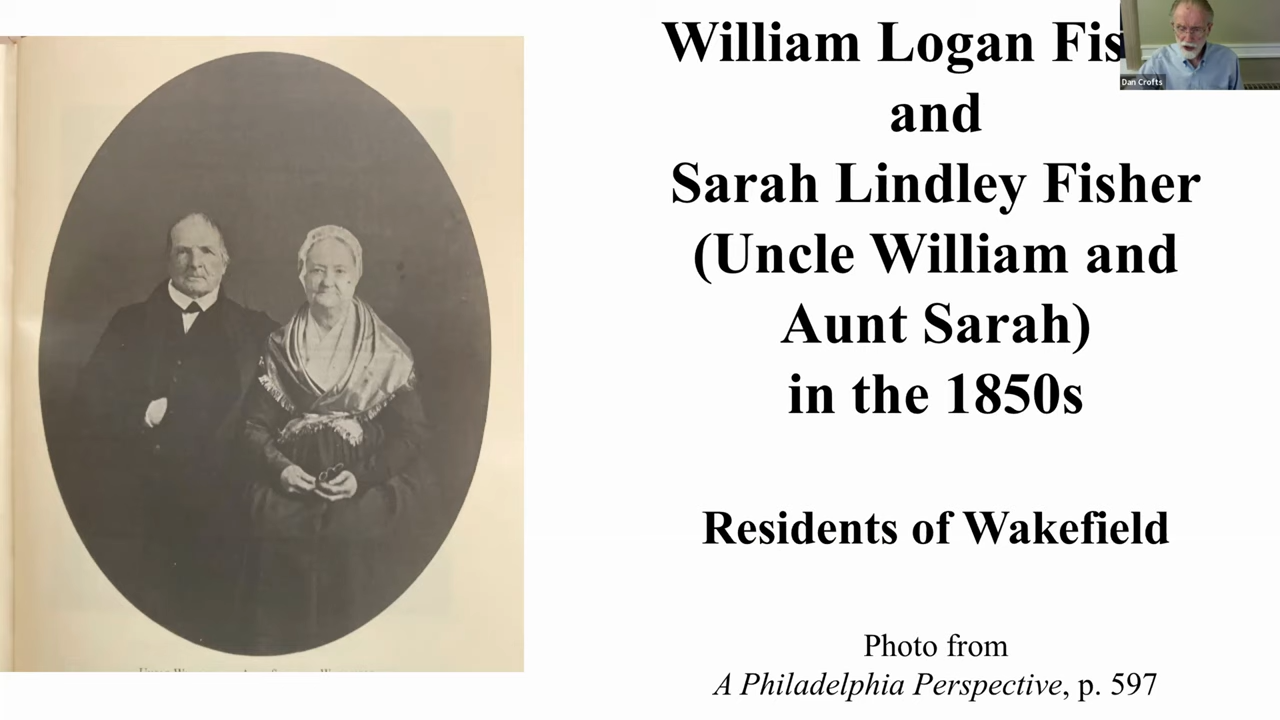 William Logan Fis
and
Sarah Lindley Fisher
(Uncle William and
Aunt Sarah)
in the 1850s
Residents of Wakefield
Photo from
A Philadelphia Perspective, p. 597
Dan Crofts